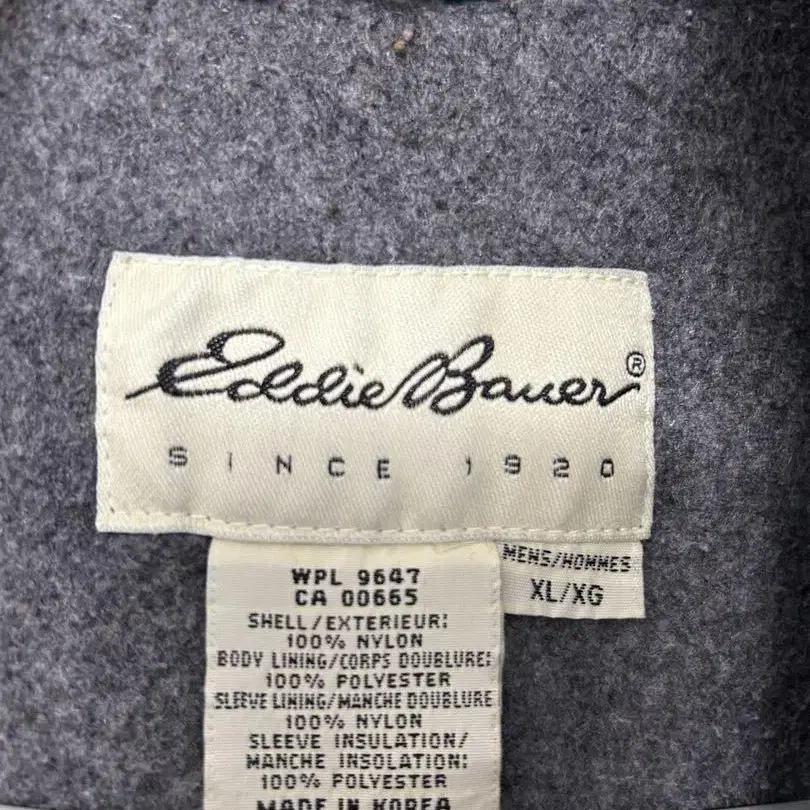 Eddie Bauer®
SINCE 1920
MENS/HOMMES
XL/XG
WPL 9647
CA 00665
SHELL/EXTERIEUR:
100% NYLON
BODY LINING/CORPS DOUBLURE:
100% POLYESTER
SLEEVE LINING/MANCHE DOUBLURE
100% NYLON
SLEEVE INSULATION/
MANCHE INSOLATION:
100% POLYESTER
MADE IN KOREA